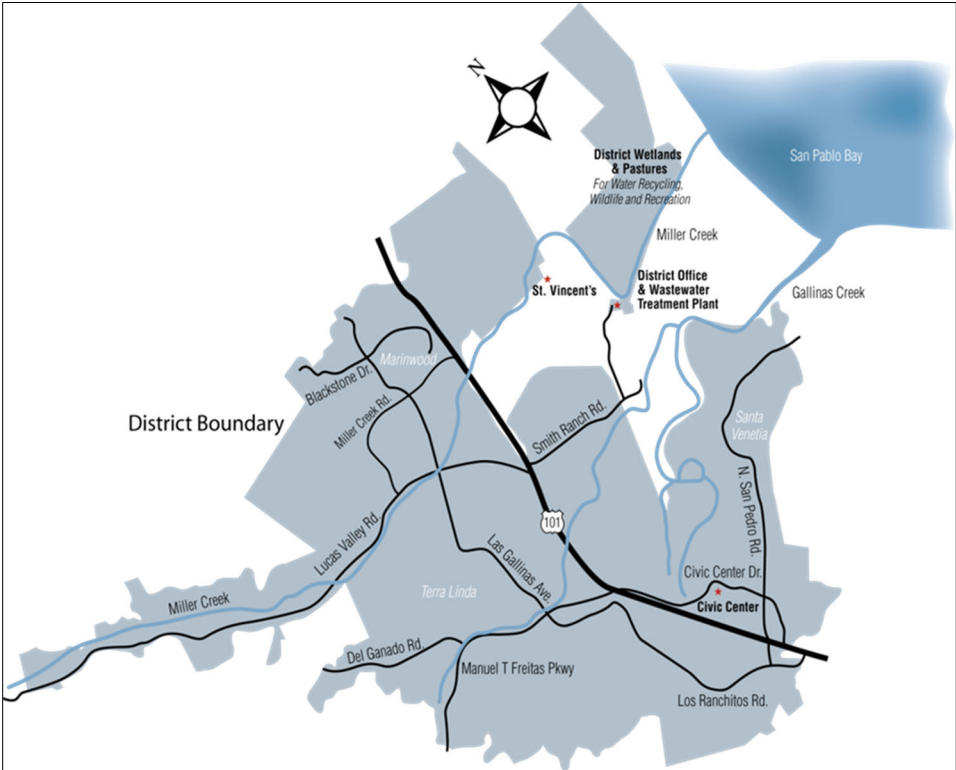 N
San Pablo Bay
District Wetlands
& Pastures
For Water Recycling,
Wildlife and Recreation
Miller Creek
St. Vincent's
District Office
& Wastewater
Treatment Plant
Gallinas Creek
Marinwood
Blackstone Dr.
District Boundary
Miller Creek Rd.
Smith Ranch Rd.
Santa
Venetia
N. San Pedro Rd.
101
Lucas Valley Rd.
Las Gallinas Ave.
Civic Center Dr.
Terra Linda
Miller Creek
Civic Center
Del Ganado Rd.
Manuel T Freitas Pkwy
Los Ranchitos Rd.